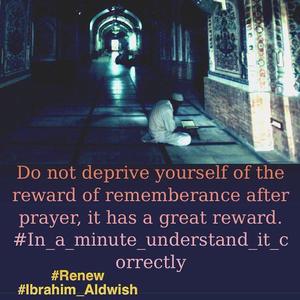 Do not deprive yourself of the
reward of rememberance after
prayer, it has a great reward.
#In_a_minute_understand_it_c
orrectly
#Renew
#Ibrahim_Aldwish